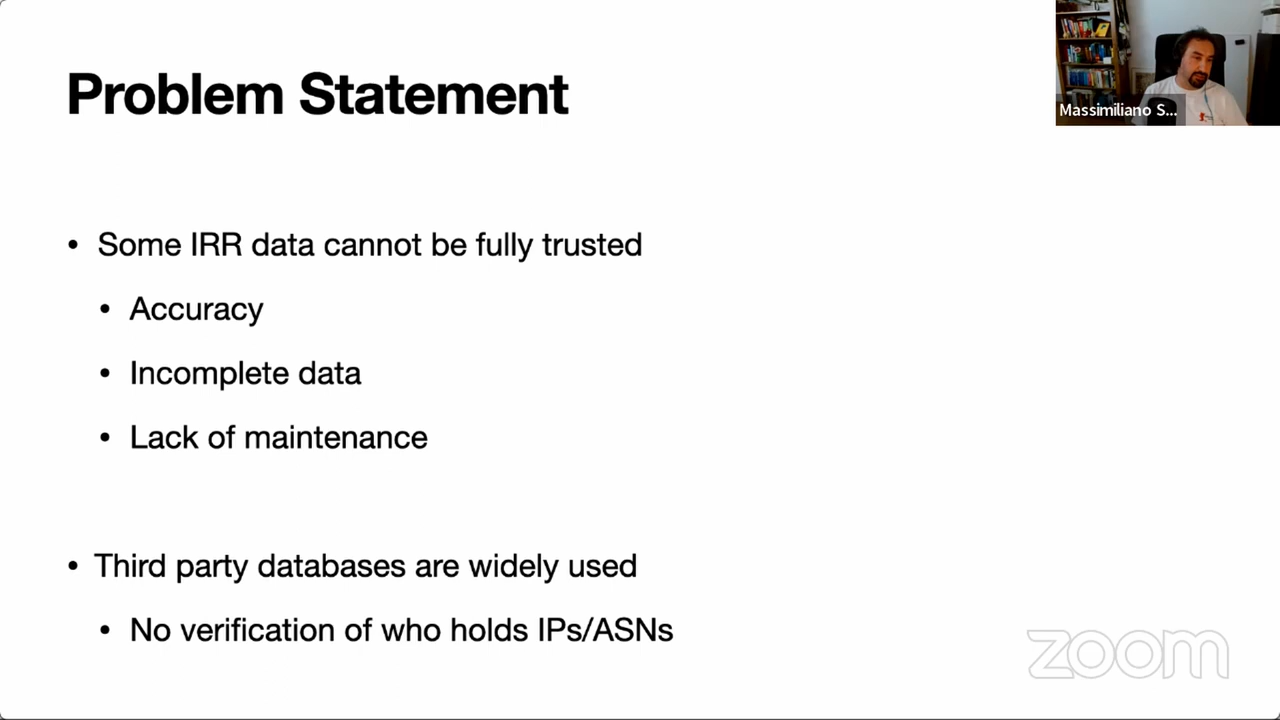 Problem Statement
Massimiliano S...
• Some IRR data cannot be fully trusted
• Accuracy
• Incomplete data
• Lack of maintenance
• Third party databases are widely used
• No verification of who holds IPs/ASNs
zoom